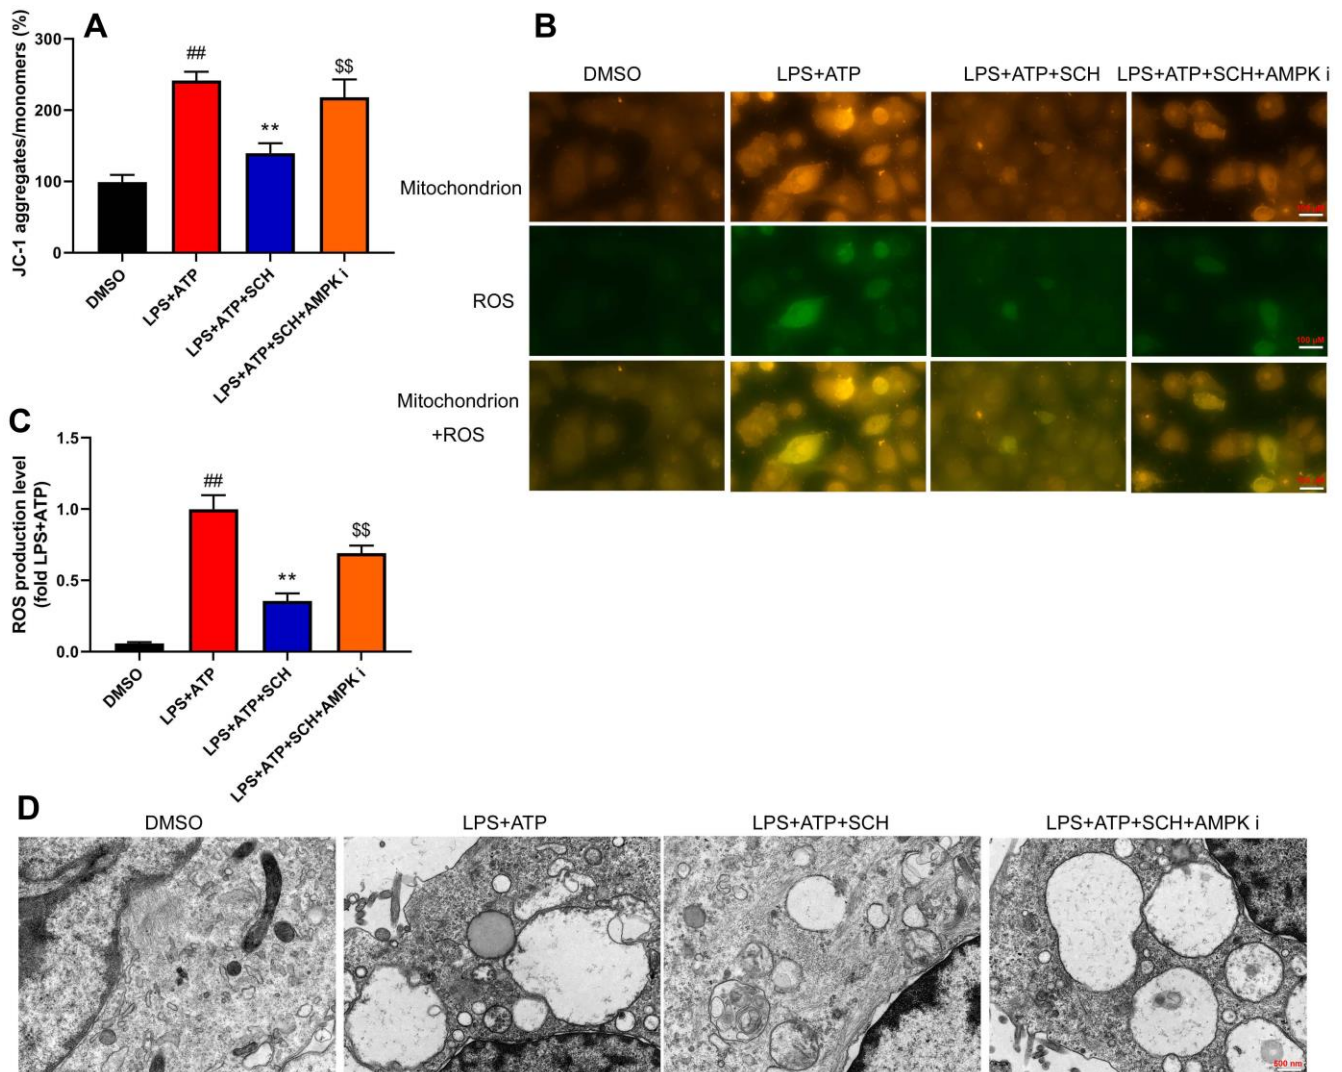 A
JC-1 aggregates/monomers (%)
300
200
100
0
##
**
$$
DMSO
LPS+ATP
LPS+ATP+SCH
LPS+ATP+SCH+AMPK i
B
DMSO
LPS+ATP
LPS+ATP+SCH
LPS+ATP+SCH+AMPK i
Mitochondrion
ROS
100 μM
Mitochondrion
+ROS
C
ROS production level
(fold LPS+ATP)
1.5
1.0
0.5
0.0
##
**
$$
DMSO
LPS+ATP
LPS+ATP+SCH
LPS+ATP+SCH+AMPK i
D
DMSO
LPS+ATP
LPS+ATP+SCH
LPS+ATP+SCH+AMPK i
500 nm